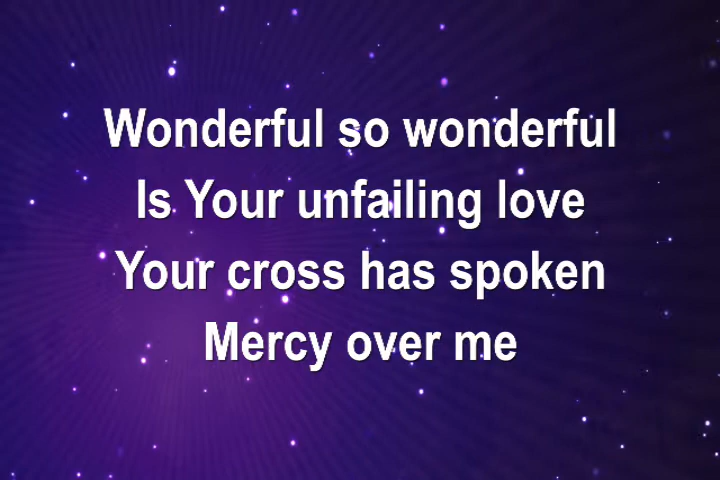 Wonderful so wonderful
Is Your unfailing love
Your cross has spoken
Mercy over me